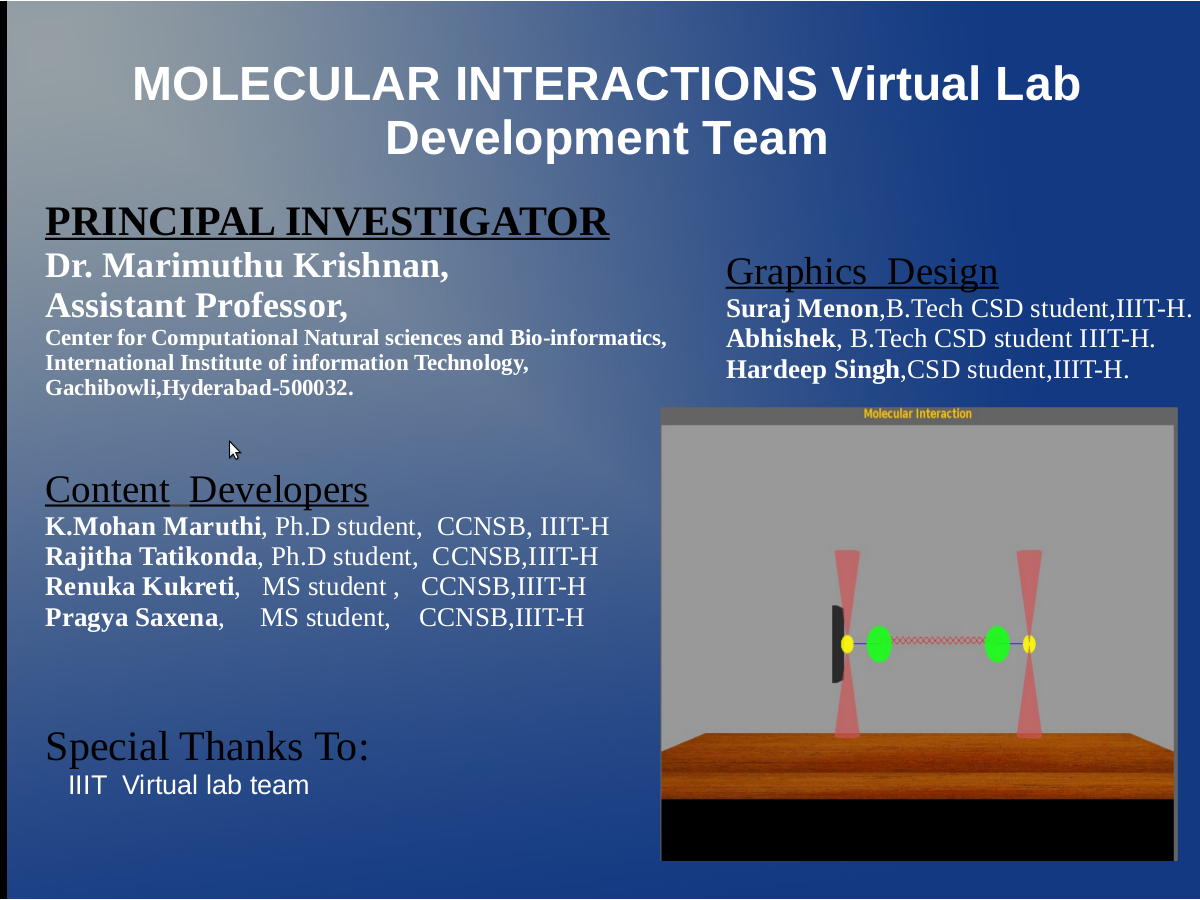 MOLECULAR INTERACTIONS Virtual Lab
Development Team
PRINCIPAL INVESTIGATOR
Dr. Marimuthu Krishnan,
Assistant Professor,
Center for Computational Natural sciences and Bio-informatics,
International Institute of information Technology,
Gachibowli,Hyderabad-500032.
Content  Developers
K.Mohan Maruthi, Ph.D student,  CCNSB, IIIT-H
Rajitha Tatikonda, Ph.D student,  CCNSB,IIIT-H
Renuka Kukreti,   MS student ,   CCNSB,IIIT-H
Pragya Saxena,     MS student,    CCNSB,IIIT-H
Special Thanks To:
IIIT  Virtual lab team
Graphics  Design
Suraj Menon,B.Tech CSD student,IIIT-H.
Abhishek, B.Tech CSD student IIIT-H.
Hardeep Singh,CSD student,IIIT-H.
Molecular Interaction